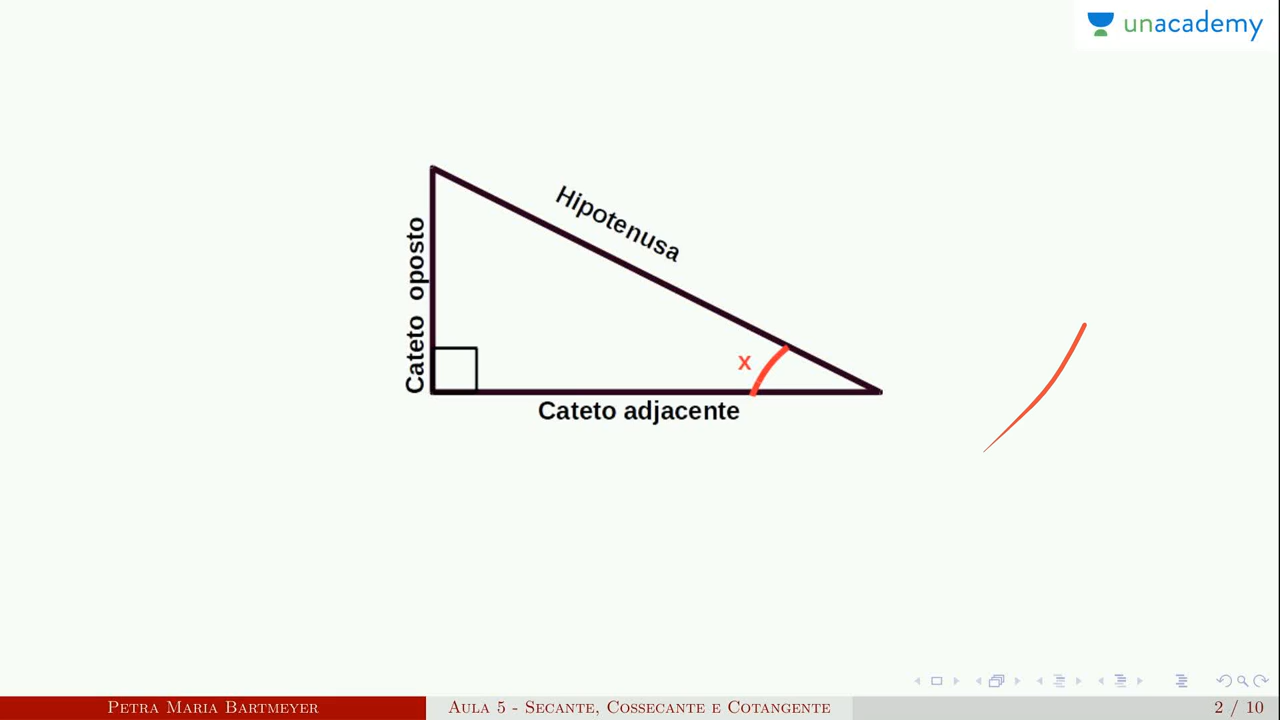 unacademy
Hipotenusa
Cateto oposto
x
Cateto adjacente
Petra Maria Bartmeyer
Aula 5 - Secante, Cossecante e Cotangente
2 / 10